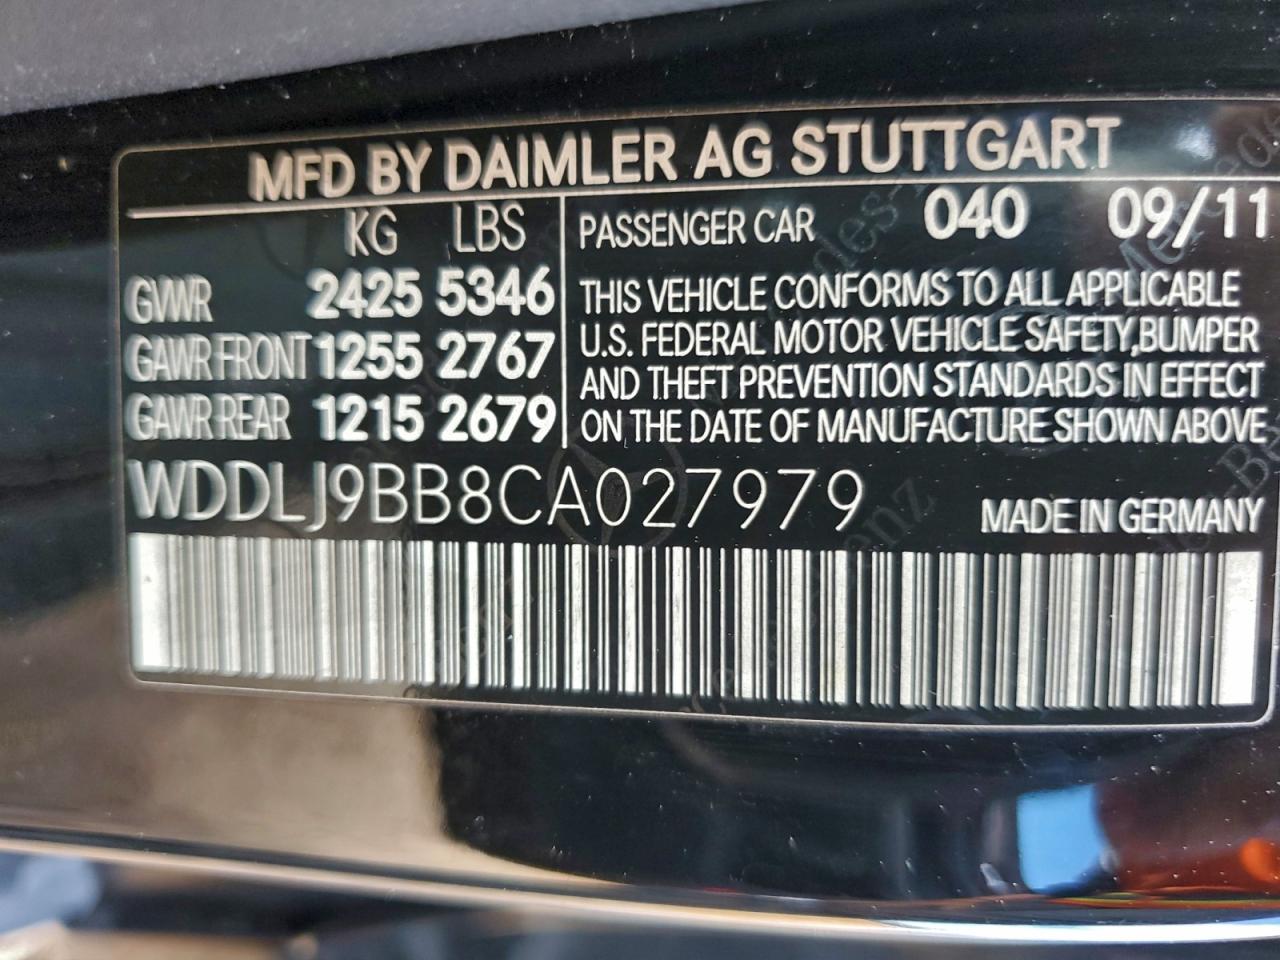 MFD BY DAIMLER AG STUTTGART
KG LBS
GVWR 2425 5346
GAWR FRONT 1255 2767
GAWR REAR 1215 2679
PASSENGER CAR 040 09/11
THIS VEHICLE CONFORMS TO ALL APPLICABLE
U.S. FEDERAL MOTOR VEHICLE SAFETY, BUMPER
AND THEFT PREVENTION STANDARDS IN EFFECT
ON THE DATE OF MANUFACTURE SHOWN ABOVE
WDDLJ9BB8CA027979
MADE IN GERMANY